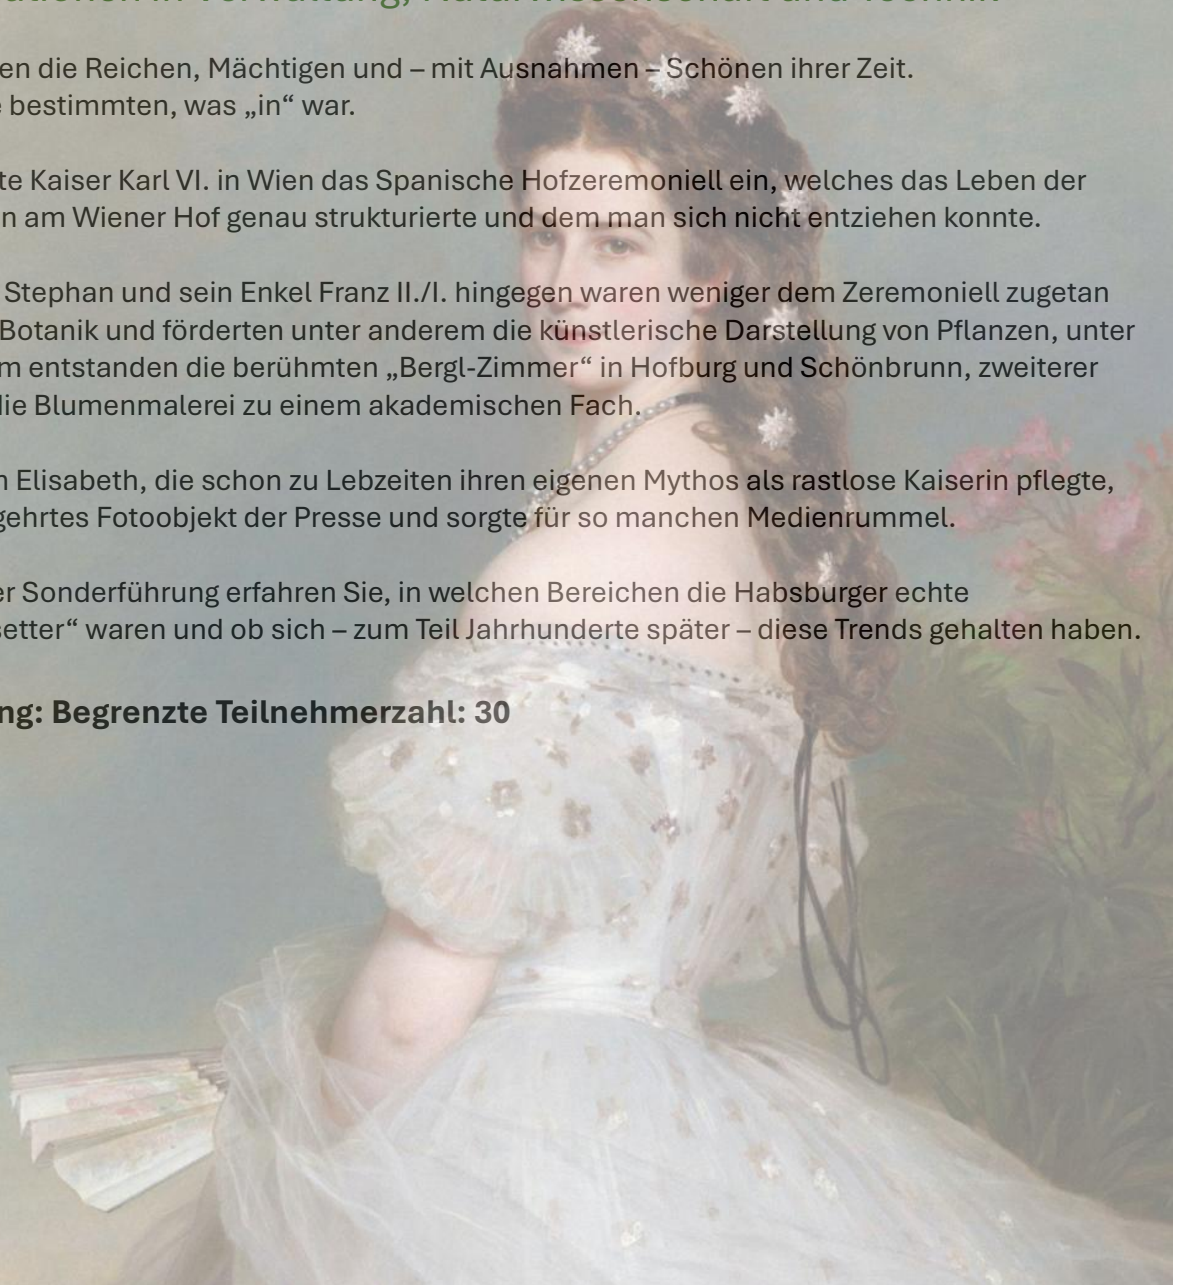 en die Reichen, Mächtigen und – mit Ausnahmen – Schönen ihrer Zeit.
bestimmten, was „in“ war.
te Kaiser Karl VI. in Wien das Spanische Hofzeremoniell ein, welches das Leben der
n am Wiener Hof genau strukturierte und dem man sich nicht entziehen konnte.
Stephan und sein Enkel Franz II./I. hingegen waren weniger dem Zeremoniell zugetan
Botanik und förderten unter anderem die künstlerische Darstellung von Pflanzen, unter
m entstanden die berühmten „Bergl-Zimmer“ in Hofburg und Schönbrunn, zweiterer
die Blumenmalerei zu einem akademischen Fach.
n Elisabeth, die schon zu Lebzeiten ihren eigenen Mythos als rastlose Kaiserin pflegte,
gehrtes Fotoobjekt der Presse und sorgte für so manchen Medienrummel.
er Sonderführung erfahren Sie, in welchen Bereichen die Habsburger echte
setter“ waren und ob sich – zum Teil Jahrhunderte später – diese Trends gehalten haben.
ng: Begrenzte Teilnehmerzahl: 30